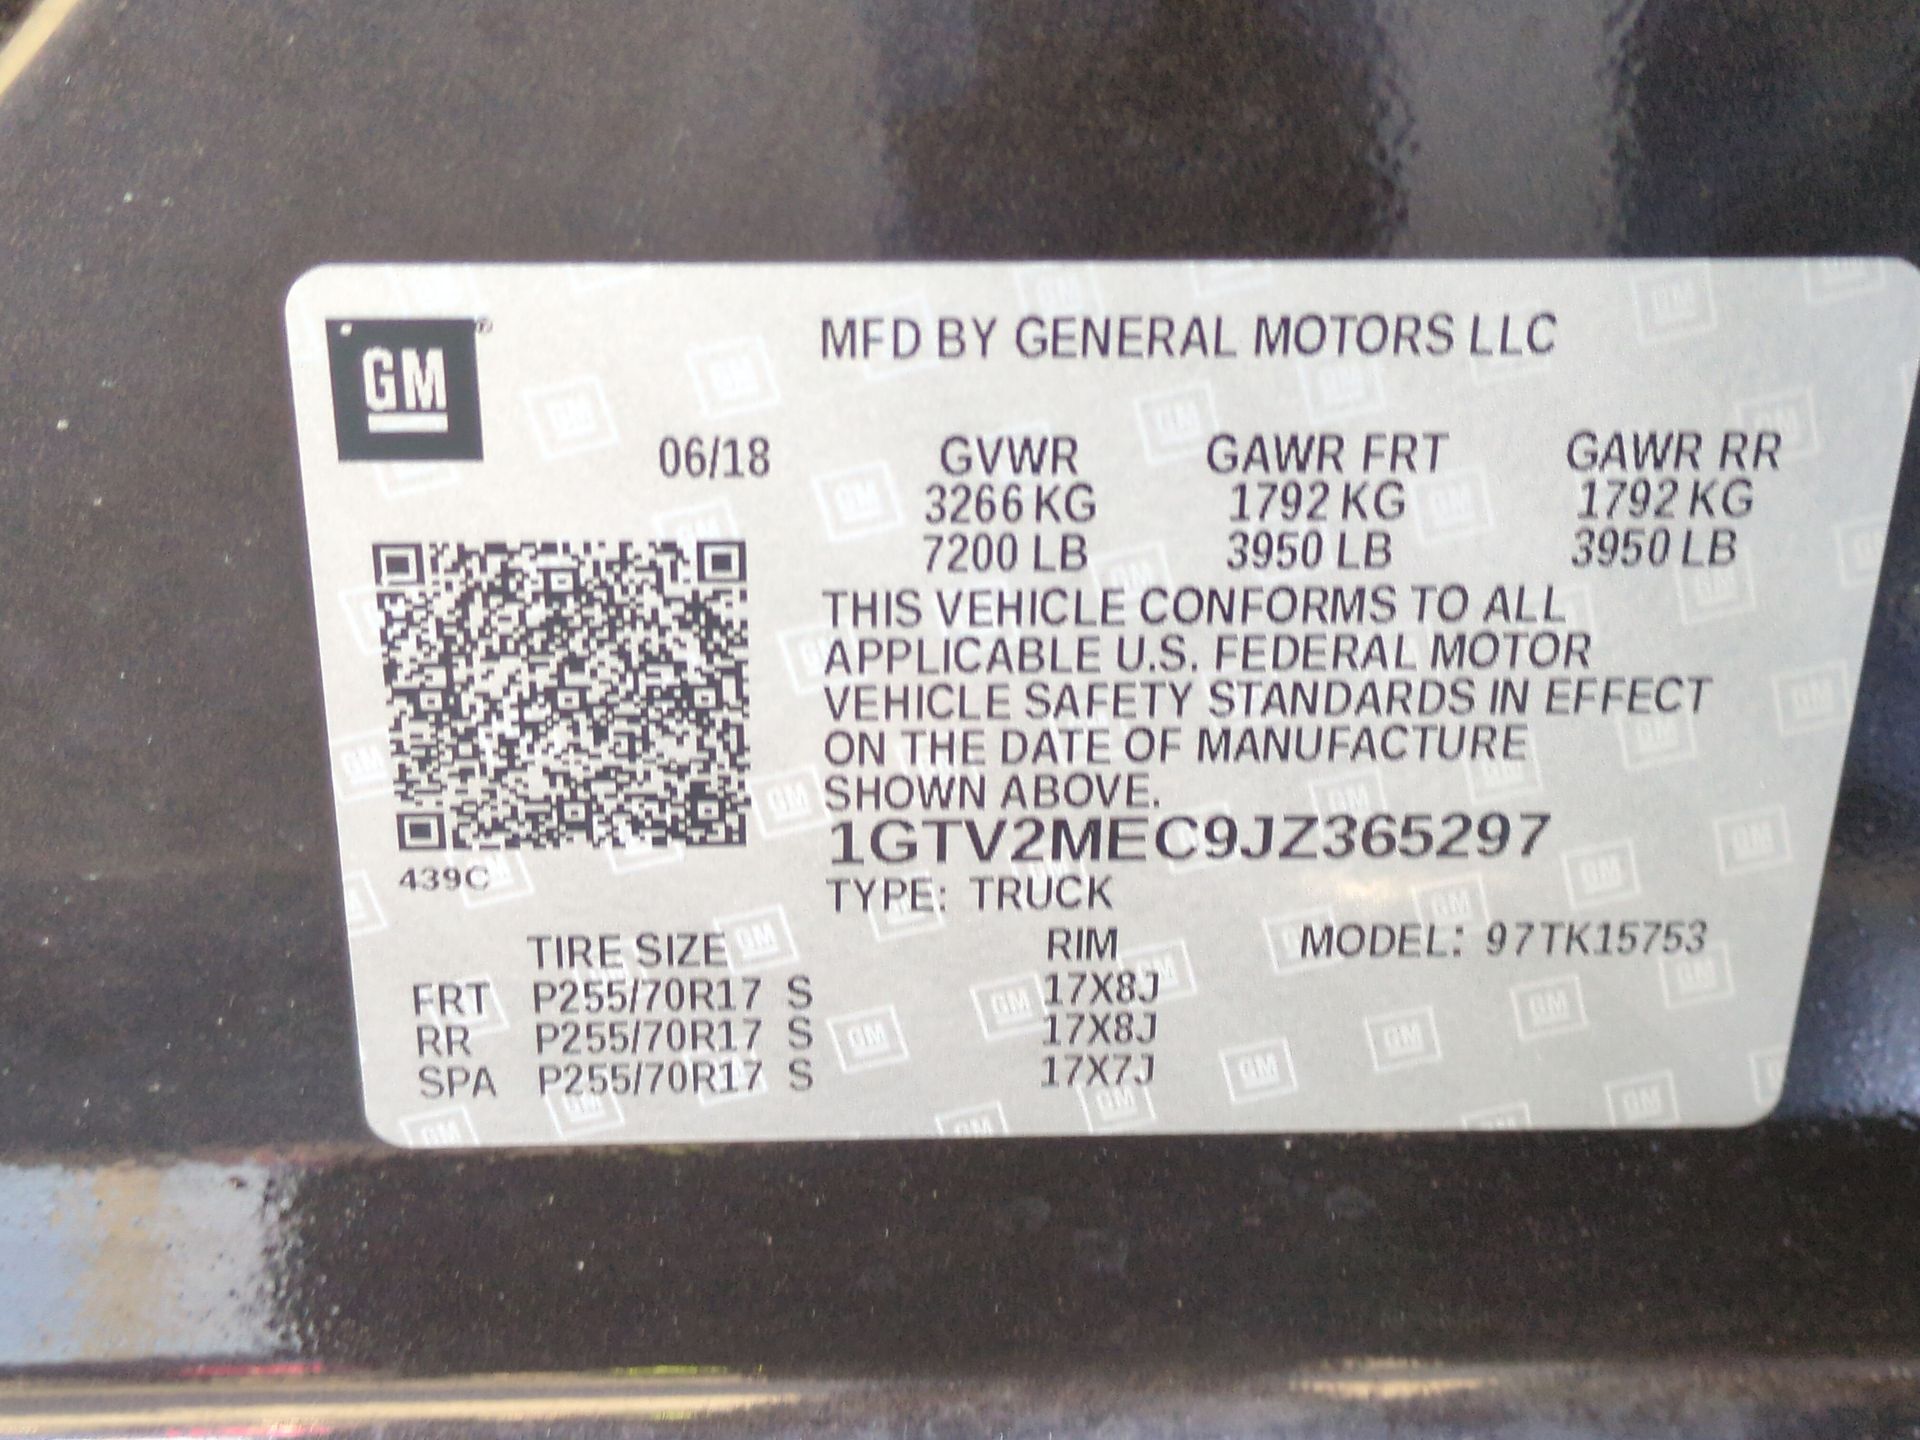 GM
MFD BY GENERAL MOTORS LLC
06/18 GVWR GAWR FRT GAWR RR
3266 KG 1792 KG 1792 KG
7200 LB 3950 LB 3950 LB
THIS VEHICLE CONFORMS TO ALL
APPLICABLE U.S. FEDERAL MOTOR
VEHICLE SAFETY STANDARDS IN EFFECT
ON THE DATE OF MANUFACTURE
SHOWN ABOVE.
1GTV2MEC9JZ365297
439C
TYPE: TRUCK
TIRE SIZE RIM MODEL: 97TK15753
FRT P255/70R17 S 17X8J
RR P255/70R17 S 17X8J
SPA P255/70R17 S 17X7J